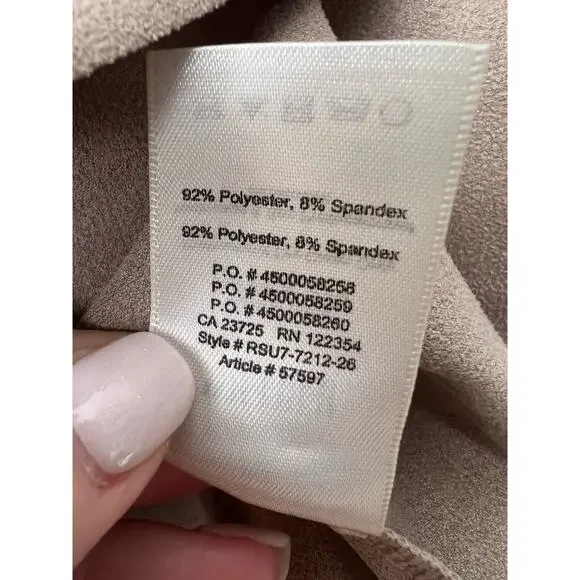 92% Polyester, 8% Spandex
92% Polyester, 8% Spandex
P.O. # 4500058258
P.O. # 4500058259
P.O. # 4500058260
CA 23725 RN 122354
Style # RSU7-7212-26
Article # 57597